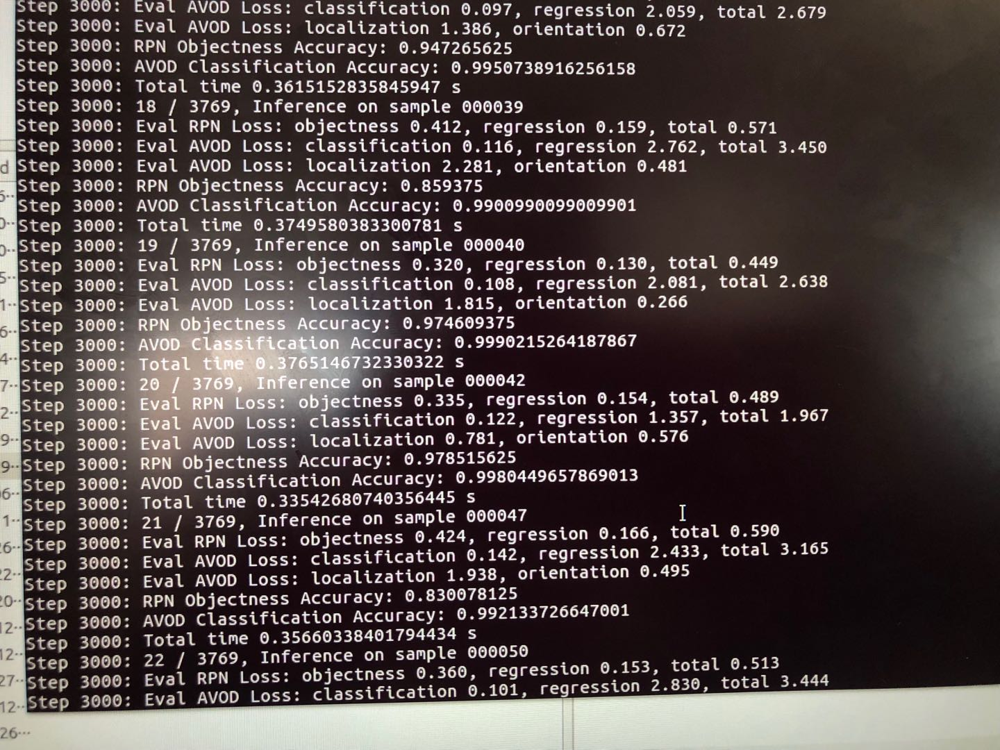 Step 3000: Eval AVOD Loss: classification 0.097, regression 2.059, total 2.679
Step 3000: Eval AVOD Loss: localization 1.386, orientation 0.672
Step 3000: RPN Objectness Accuracy: 0.947265625
Step 3000: AVOD Classification Accuracy: 0.9950738916256158
Step 3000: Total time 0.3615152835845947 s
Step 3000: 18 / 3769, Inference on sample 000039
Step 3000: Eval RPN Loss: objectness 0.412, regression 0.159, total 0.571
Step 3000: Eval AVOD Loss: classification 0.116, regression 2.762, total 3.450
Step 3000: Eval AVOD Loss: localization 2.281, orientation 0.481
Step 3000: RPN Objectness Accuracy: 0.859375
Step 3000: AVOD Classification Accuracy: 0.9900990099009901
Step 3000: Total time 0.3749580383300781 s
Step 3000: 19 / 3769, Inference on sample 000040
Step 3000: Eval RPN Loss: objectness 0.320, regression 0.130, total 0.449
Step 3000: Eval AVOD Loss: classification 0.108, regression 2.081, total 2.638
Step 3000: Eval AVOD Loss: localization 1.815, orientation 0.266
Step 3000: RPN Objectness Accuracy: 0.974609375
Step 3000: AVOD Classification Accuracy: 0.9990215264187867
Step 3000: Total time 0.3765146732330322 s
Step 3000: 20 / 3769, Inference on sample 000042
Step 3000: Eval RPN Loss: objectness 0.335, regression 0.154, total 0.489
Step 3000: Eval AVOD Loss: classification 0.122, regression 1.357, total 1.967
Step 3000: Eval AVOD Loss: localization 0.781, orientation 0.576
Step 3000: RPN Objectness Accuracy: 0.978515625
Step 3000: AVOD Classification Accuracy: 0.9980449657869013
Step 3000: Total time 0.33542680740356445 s
Step 3000: 21 / 3769, Inference on sample 000047
Step 3000: Eval RPN Loss: objectness 0.424, regression 0.166, total 0.590
Step 3000: Eval AVOD Loss: classification 0.142, regression 2.433, total 3.165
Step 3000: Eval AVOD Loss: localization 1.938, orientation 0.495
Step 3000: RPN Objectness Accuracy: 0.830078125
Step 3000: AVOD Classification Accuracy: 0.992133726647001
Step 3000: Total time 0.35660338401794434 s
Step 3000: 22 / 3769, Inference on sample 000050
Step 3000: Eval RPN Loss: objectness 0.360, regression 0.153, total 0.513
Step 3000: Eval AVOD Loss: classification 0.101, regression 2.830, total 3.444